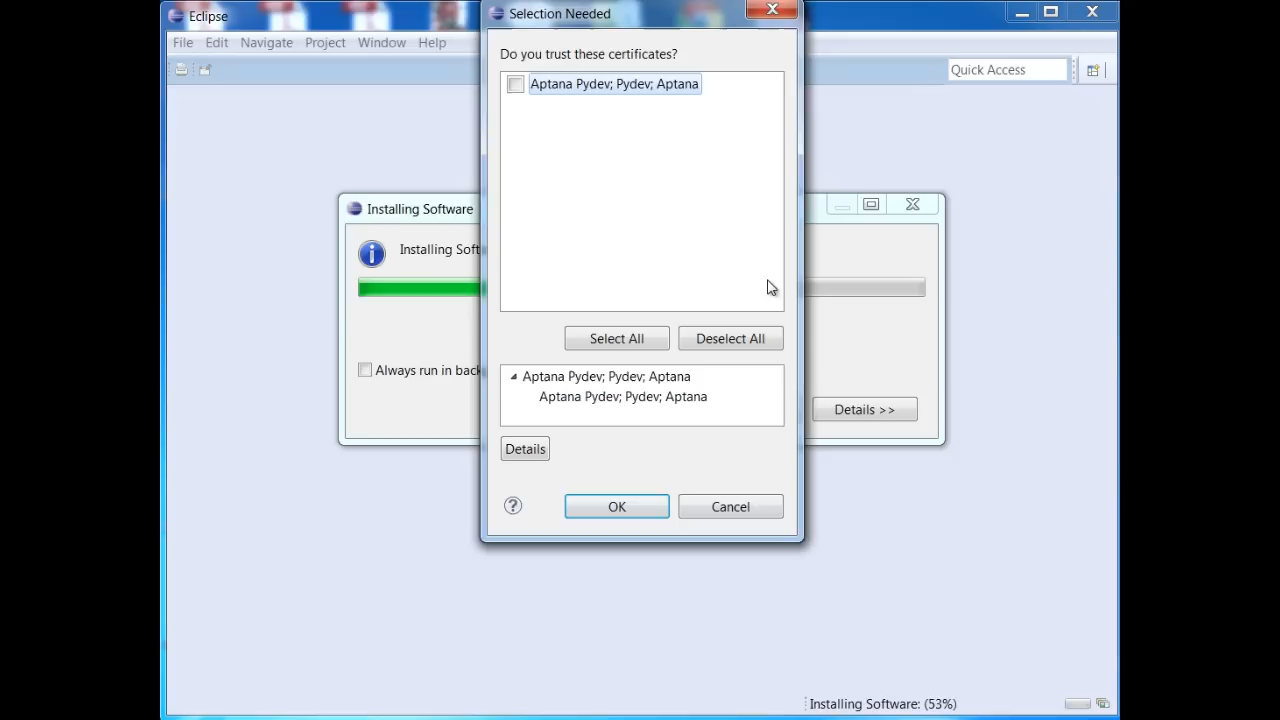 Eclipse
Selection Needed
File Edit Navigate Project Window Help
Do you trust these certificates?
Quick Access
Aptana Pydev; Pydev; Aptana
Installing Software
Installing Soft
Select All Deselect All
Always run in back
Aptana Pydev; Pydev; Aptana
Aptana Pydev; Pydev; Aptana
Details >>
Details
? OK Cancel
Installing Software: (53%)